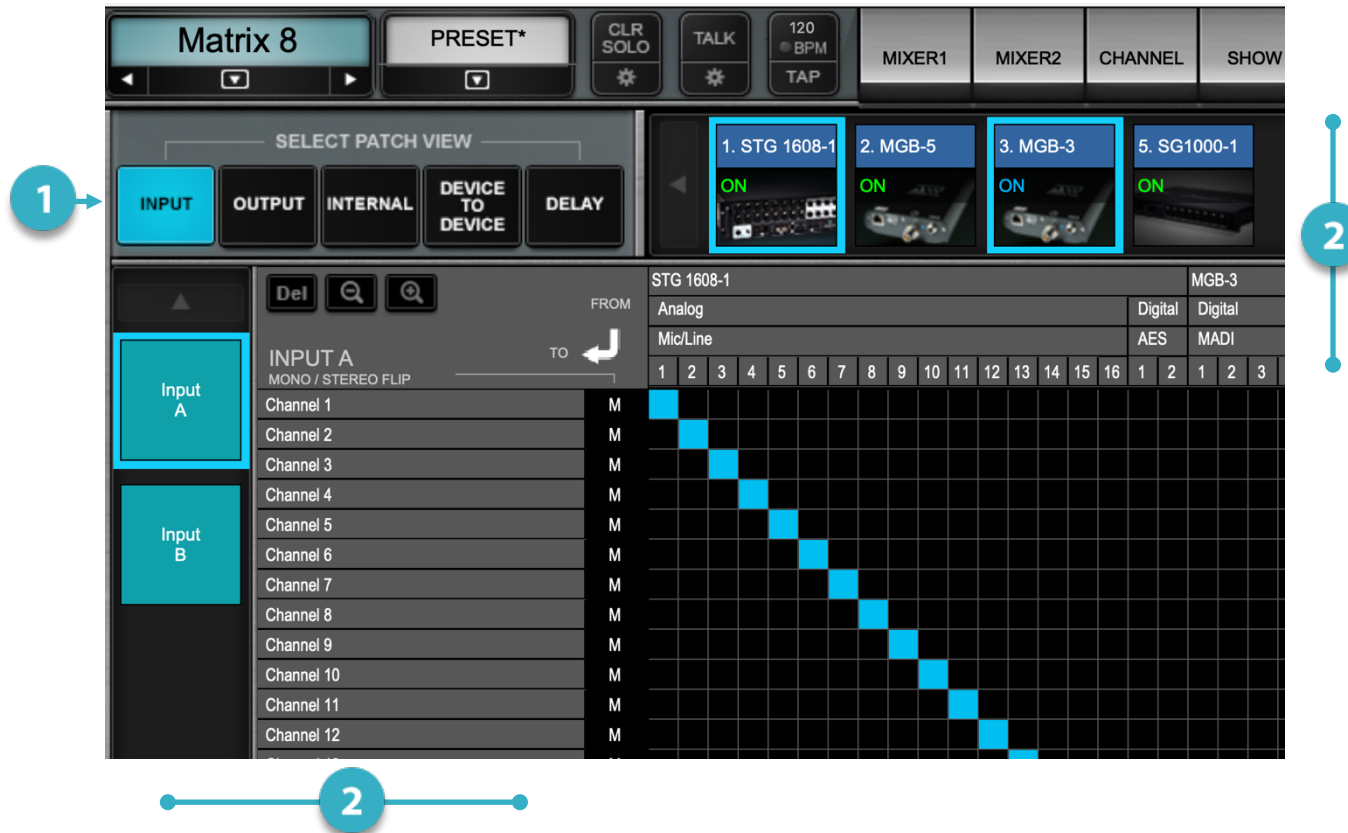 Matrix 8
PRESET*
CLR
SOLO
TALK
120
BPM
TAP
MIXER1
MIXER2
CHANNEL
SHOW
SELECT PATCH VIEW
1
INPUT
OUTPUT
INTERNAL
DEVICE
TO
DEVICE
DELAY
1. STG 1608-1
ON
2. MGB-5
ON
3. MGB-3
ON
5. SG1000-1
ON
2
Del
FROM
TO
INPUT A
MONO / STEREO FLIP
STG 1608-1
MGB-3
Analog
Digital
Digital
Mic/Line
AES
MADI
1 2 3 4 5 6 7 8 9 10 11 12 13 14 15 16 1 2 1 2 3
Input
A
Input
B
Channel 1 M
Channel 2 M
Channel 3 M
Channel 4 M
Channel 5 M
Channel 6 M
Channel 7 M
Channel 8 M
Channel 9 M
Channel 10 M
Channel 11 M
Channel 12 M
2